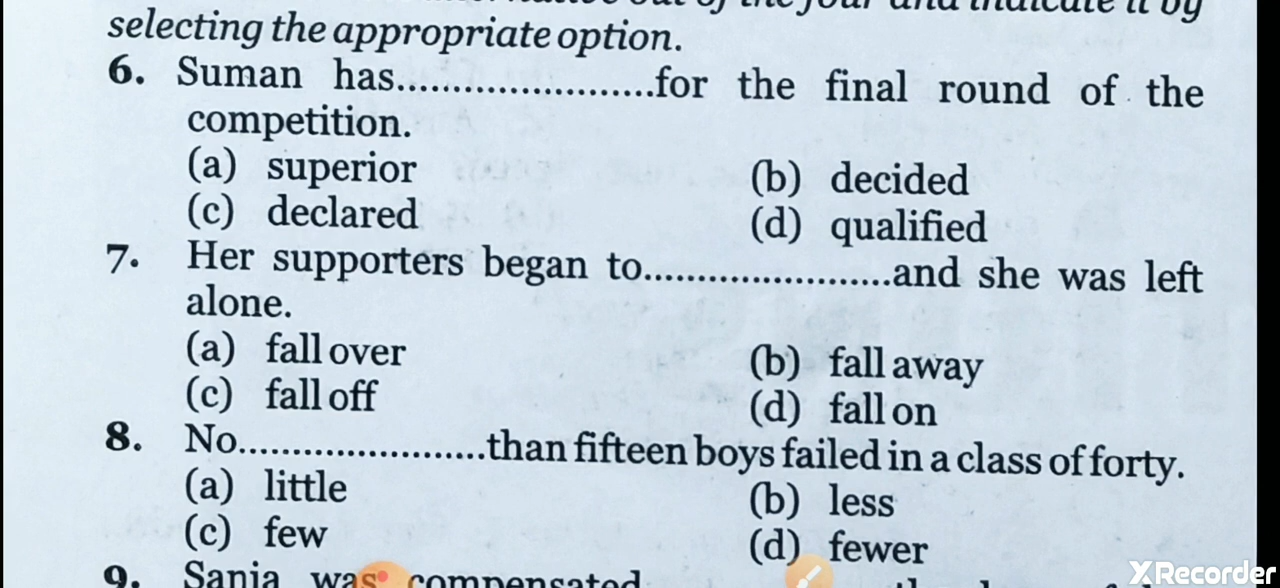 selecting the appropriate option.
6. Suman has......................for the final round of the
competition.
(a) superior (b) decided
(c) declared (d) qualified
7. Her supporters began to......................and she was left
alone.
(a) fall over (b) fall away
(c) fall off (d) fall on
8. No......................than fifteen boys failed in a class of forty.
(a) little (b) less
(c) few (d) fewer
9. was compensated
XRecorder